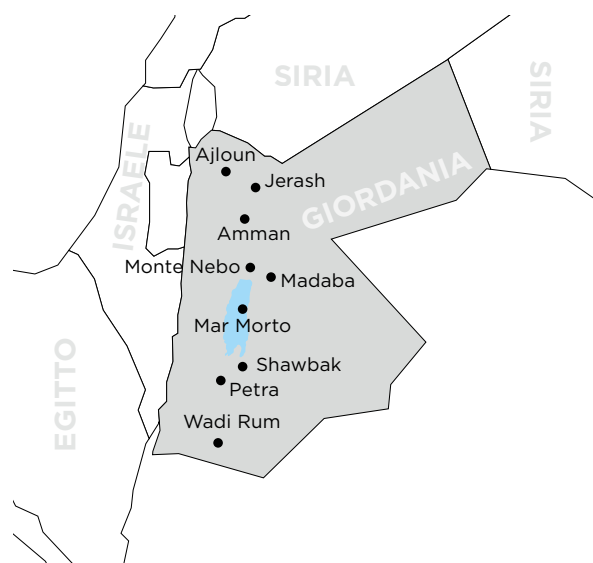 SIRIA
SIRIA
ISRAELE
Ajloun
Jerash
GIORDANIA
Amman
Monte Nebo
Madaba
Mar Morto
EGITTO
Shawbak
Petra
Wadi Rum